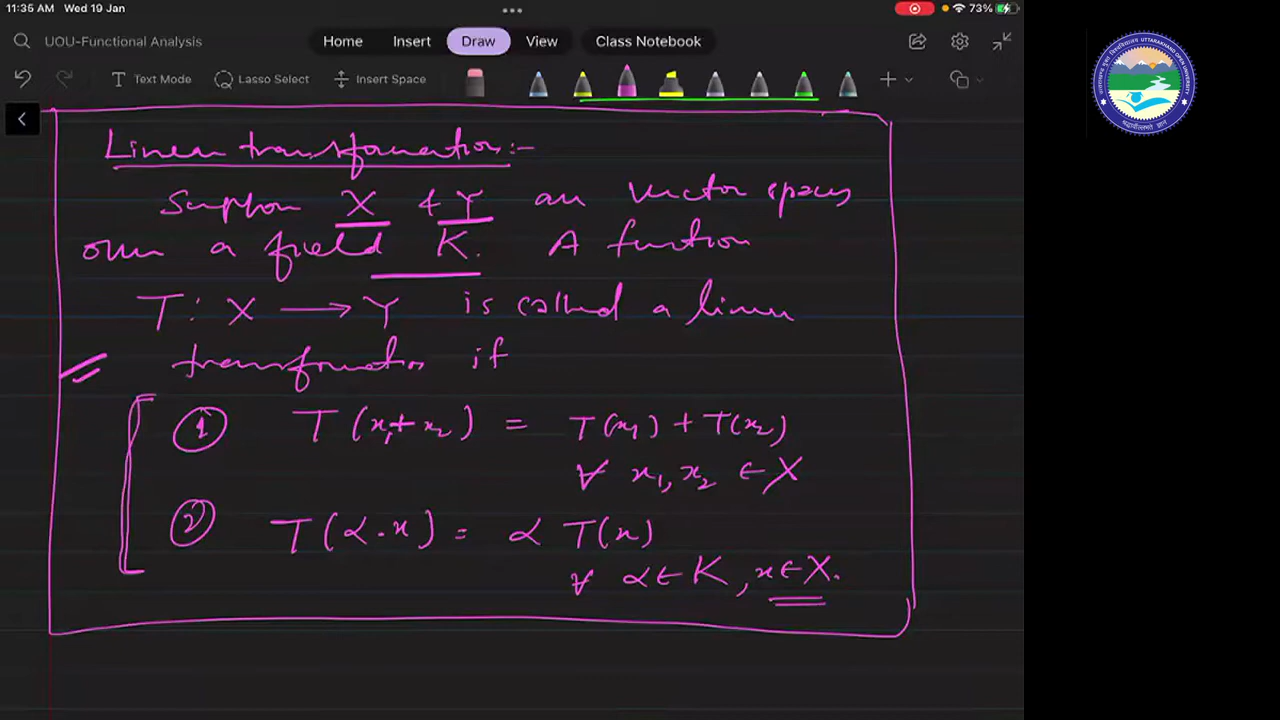 11:35 AM Wed 19 Jan
73%
UOU-Functional Analysis
Home Insert Draw View Class Notebook
Text Mode Lasso Select Insert Space
Linear transformation:-
Suppose X & Y are vector spaces
over a field K. A function
T: X ⟶ Y is called a linear
transformation if
① T(x₁+x₂) = T(x₁)+T(x₂)
∀ x₁,x₂ ∈ X
② T(α.x) = α T(x)
∀ α∈K, x∈X.